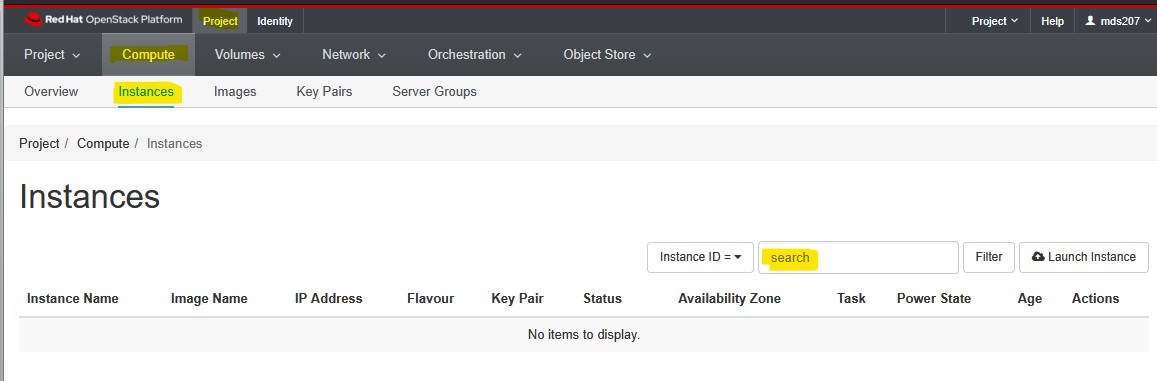 Red Hat OpenStack Platform Project Identity Project Help mds207
Project Compute Volumes Network Orchestration Object Store
Overview Instances Images Key Pairs Server Groups
Project / Compute / Instances
Instances
Instance ID = search Filter Launch Instance
Instance Name Image Name IP Address Flavour Key Pair Status Availability Zone Task Power State Age Actions
No items to display.